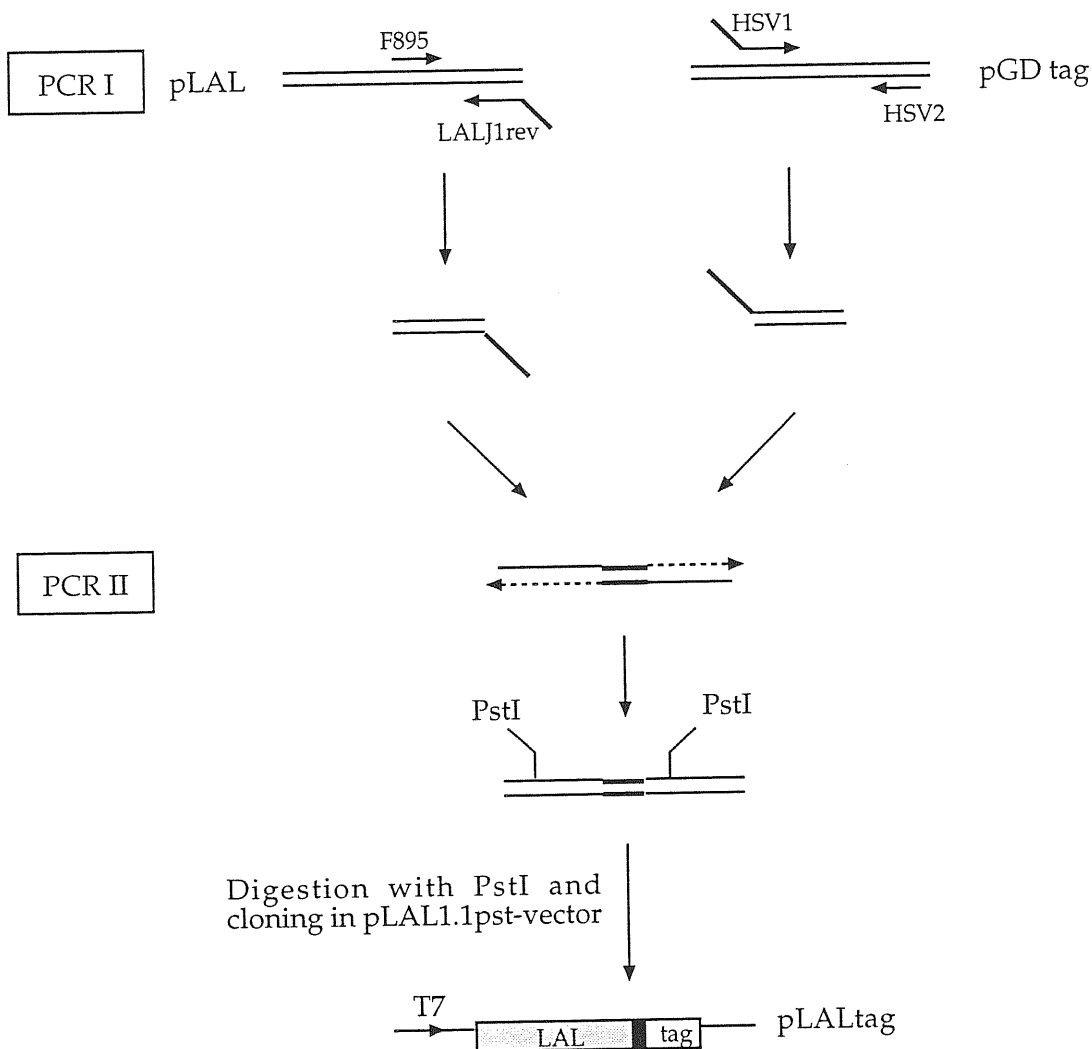 PCR I
pLAL
F895
LALJ1rev
HSV1
HSV2
pGD tag
PCR II
PstI
PstI
Digestion with PstI and
cloning in pLAL1.1pst-vector
T7
LAL
tag
pLALtag